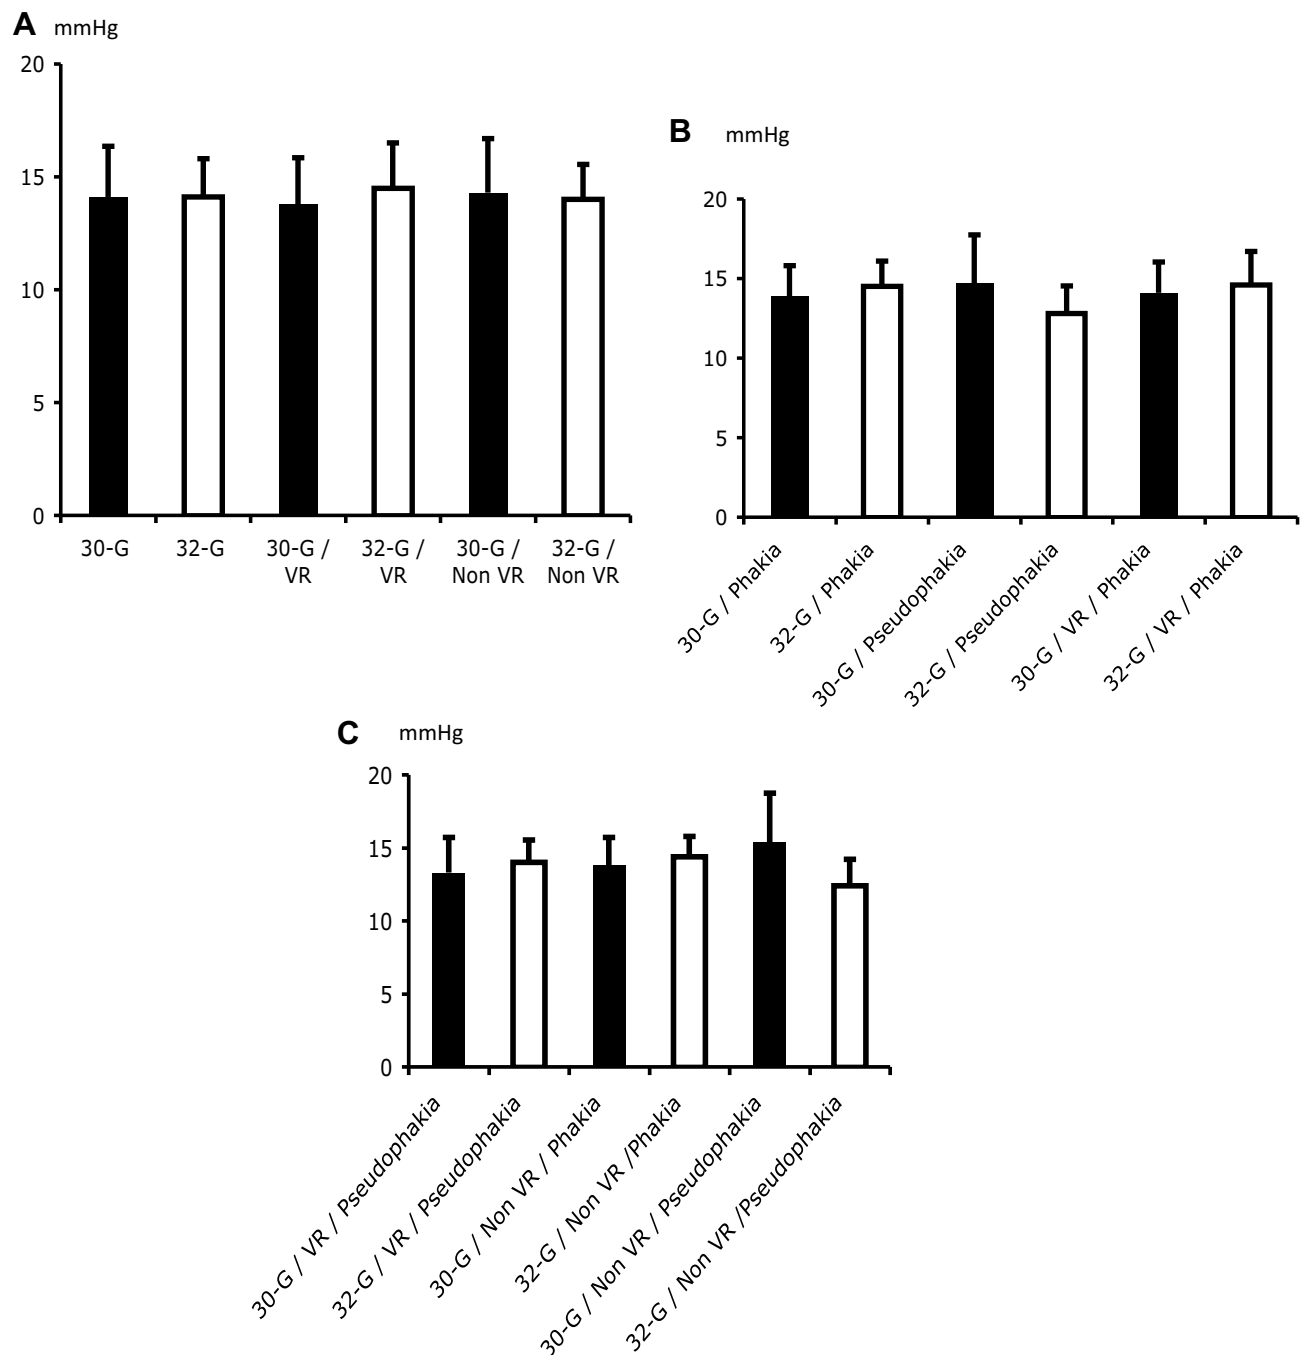 A mmHg
20
15
10
5
0
30-G
32-G
30-G /
VR
32-G /
VR
30-G /
Non VR
32-G /
Non VR
B mmHg
20
15
10
5
0
30-G / Phakia
32-G / Phakia
30-G / Pseudophakia
32-G / Pseudophakia
30-G / VR / Phakia
32-G / VR / Phakia
C mmHg
20
15
10
5
0
30-G / VR / Pseudophakia
32-G / VR / Pseudophakia
30-G / Non VR / Phakia
32-G / Non VR /Phakia
30-G / Non VR / Pseudophakia
32-G / Non VR /Pseudophakia